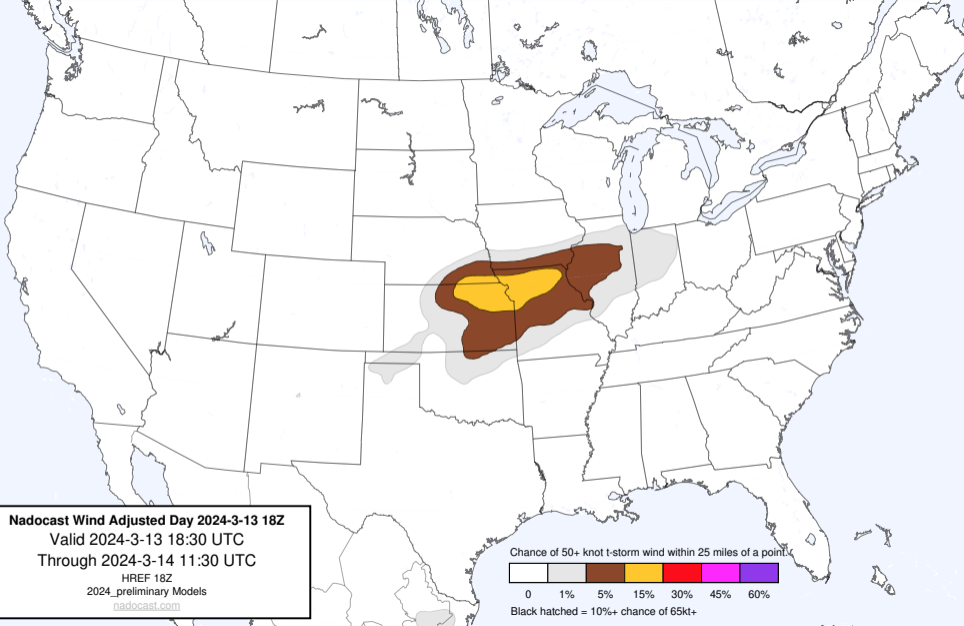 Nadocast Wind Adjusted Day 2024-3-13 18Z
Valid 2024-3-13 18:30 UTC
Through 2024-3-14 11:30 UTC
HREF 18Z
2024_preliminary Models
nadocast.com
Chance of 50+ knot t-storm wind within 25 miles of a point.
0 1% 5% 15% 30% 45% 60%
Black hatched = 10%+ chance of 65kt+